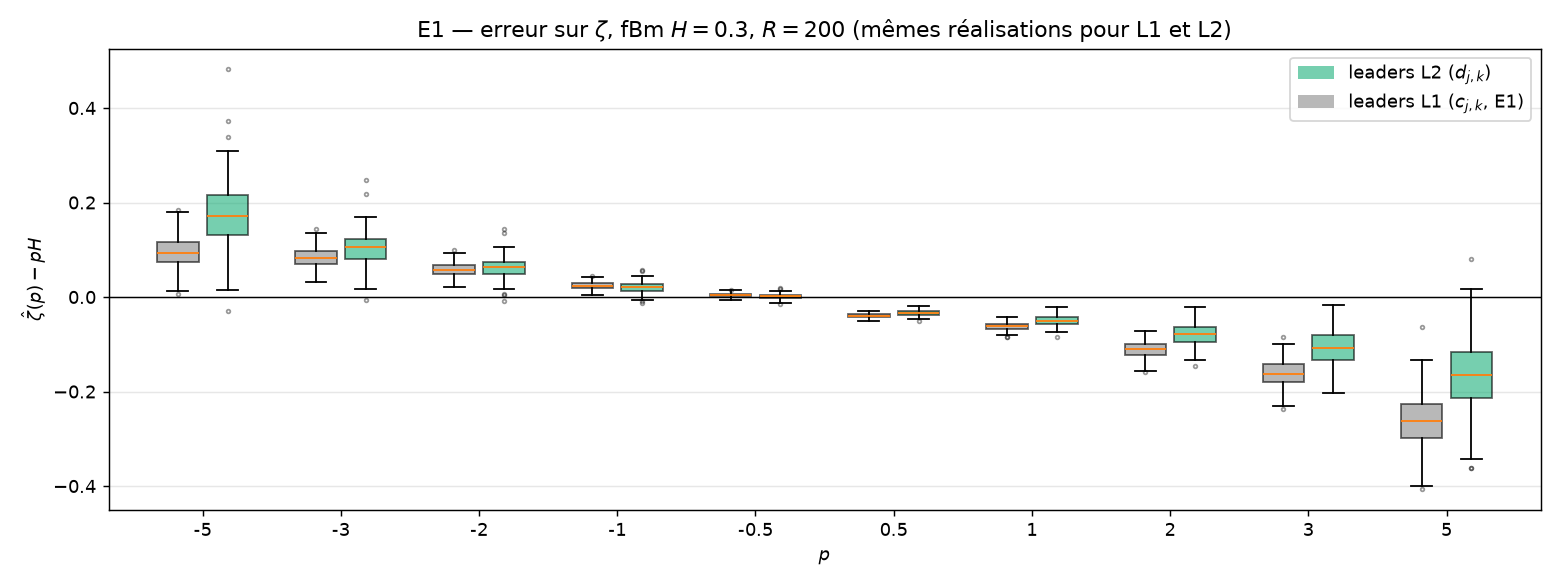 E1 — erreur sur ζ, fBm H = 0.3, R = 200 (mêmes réalisations pour L1 et L2)
leaders L2 (d_{j,k})
leaders L1 (c_{j,k}, E1)
ζ̂(p) − pH
0.4
0.2
0.0
−0.2
−0.4
-5 -3 -2 -1 -0.5 0.5 1 2 3 5
p